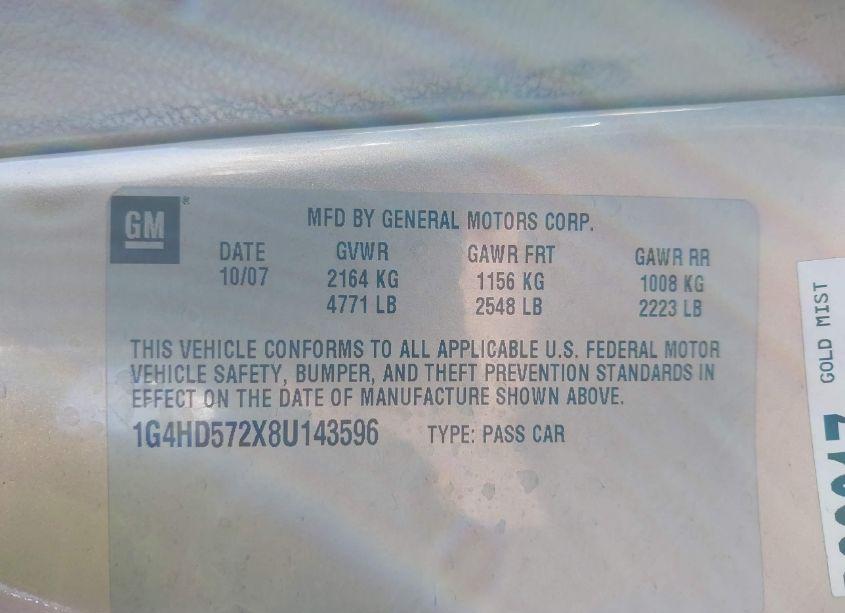 GM ®
MFD BY GENERAL MOTORS CORP.
DATE GVWR GAWR FRT GAWR RR
10/07 2164 KG 1156 KG 1008 KG
4771 LB 2548 LB 2223 LB
THIS VEHICLE CONFORMS TO ALL APPLICABLE U.S. FEDERAL MOTOR
VEHICLE SAFETY, BUMPER, AND THEFT PREVENTION STANDARDS IN
EFFECT ON THE DATE OF MANUFACTURE SHOWN ABOVE.
1G4HD572X8U143596 TYPE: PASS CAR
GOLD MIST